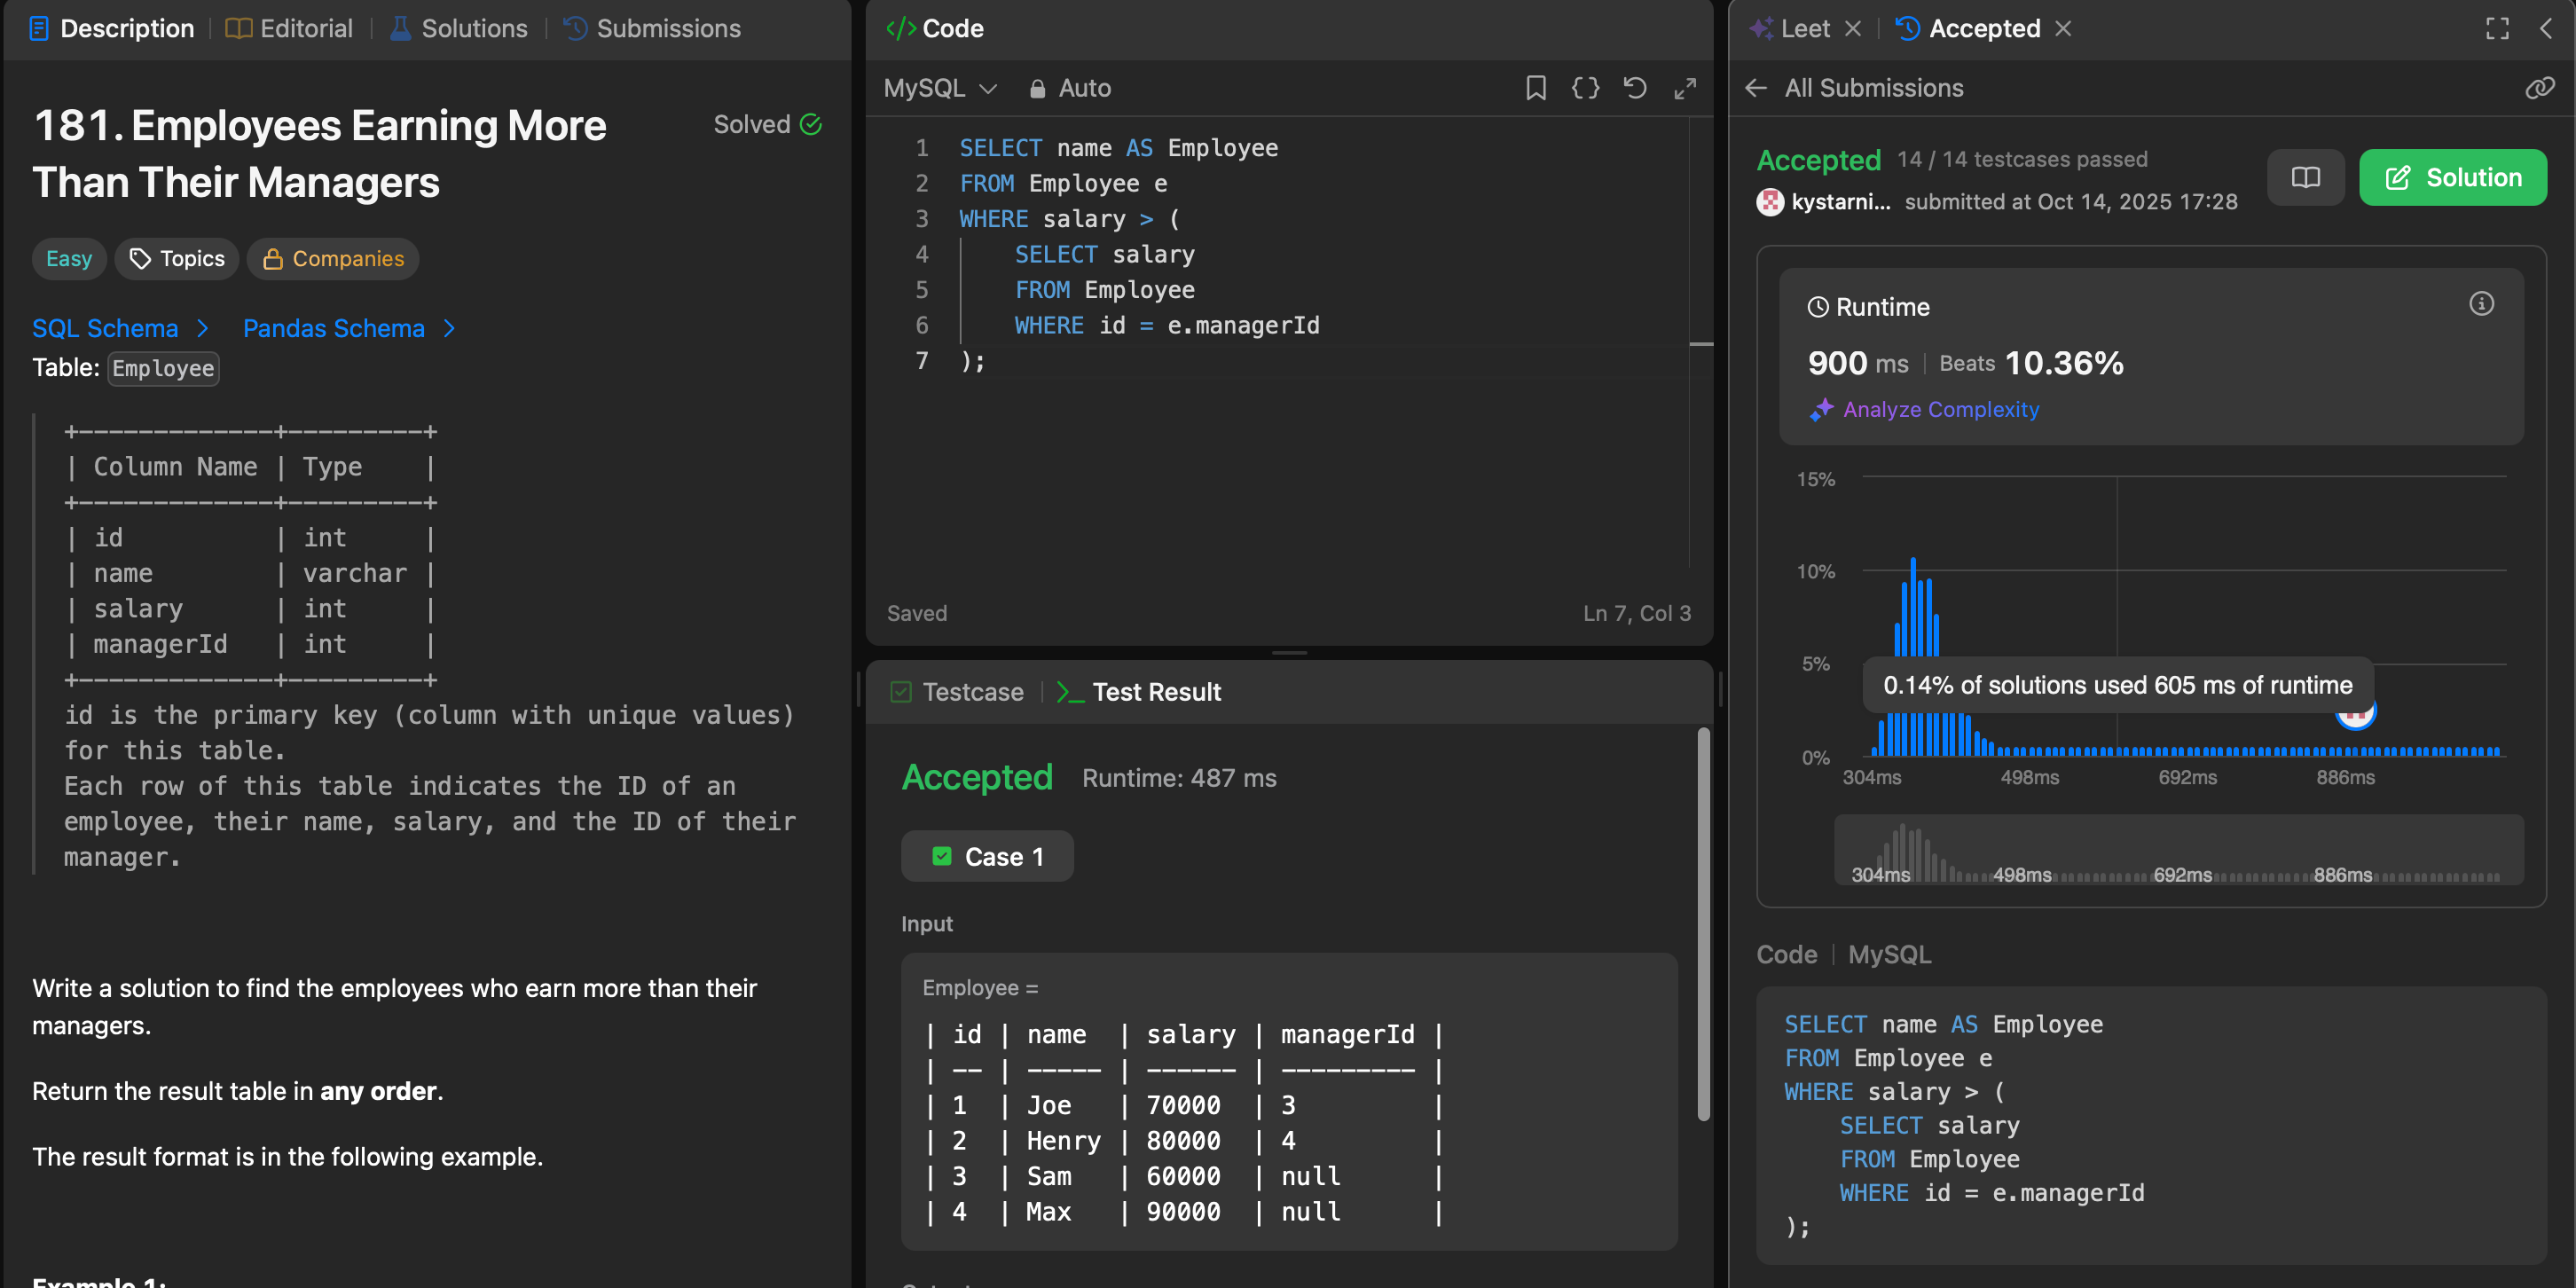 Description | Editorial | Solutions | Submissions
181. Employees Earning More
Than Their Managers
Solved
Easy Topics Companies
SQL Schema > Pandas Schema >
Table: Employee
+-------------+---------+
| Column Name | Type    |
+-------------+---------+
| id          | int     |
| name        | varchar |
| salary      | int     |
| managerId   | int     |
+-------------+---------+
id is the primary key (column with unique values)
for this table.
Each row of this table indicates the ID of an
employee, their name, salary, and the ID of their
manager.
Write a solution to find the employees who earn more than their
managers.
Return the result table in any order.
The result format is in the following example.
Example 1:
</> Code
MySQL Auto
1 SELECT name AS Employee
2 FROM Employee e
3 WHERE salary > (
4     SELECT salary
5     FROM Employee
6     WHERE id = e.managerId
7 );
Saved
Ln 7, Col 3
Testcase | >_ Test Result
Accepted Runtime: 487 ms
Case 1
Input
Employee =
| id | name  | salary | managerId |
| -- | ----- | ------ | --------- |
| 1  | Joe   | 70000  | 3         |
| 2  | Henry | 80000  | 4         |
| 3  | Sam   | 60000  | null      |
| 4  | Max   | 90000  | null      |
Leet | Accepted
All Submissions
Accepted 14 / 14 testcases passed
kystarni... submitted at Oct 14, 2025 17:28
Solution
Runtime
900 ms | Beats 10.36%
Analyze Complexity
15%
10%
5%
0%
0.14% of solutions used 605 ms of runtime
304ms 498ms 692ms 886ms
304ms 498ms 692ms 886ms
Code | MySQL
SELECT name AS Employee
FROM Employee e
WHERE salary > (
    SELECT salary
    FROM Employee
    WHERE id = e.managerId
);